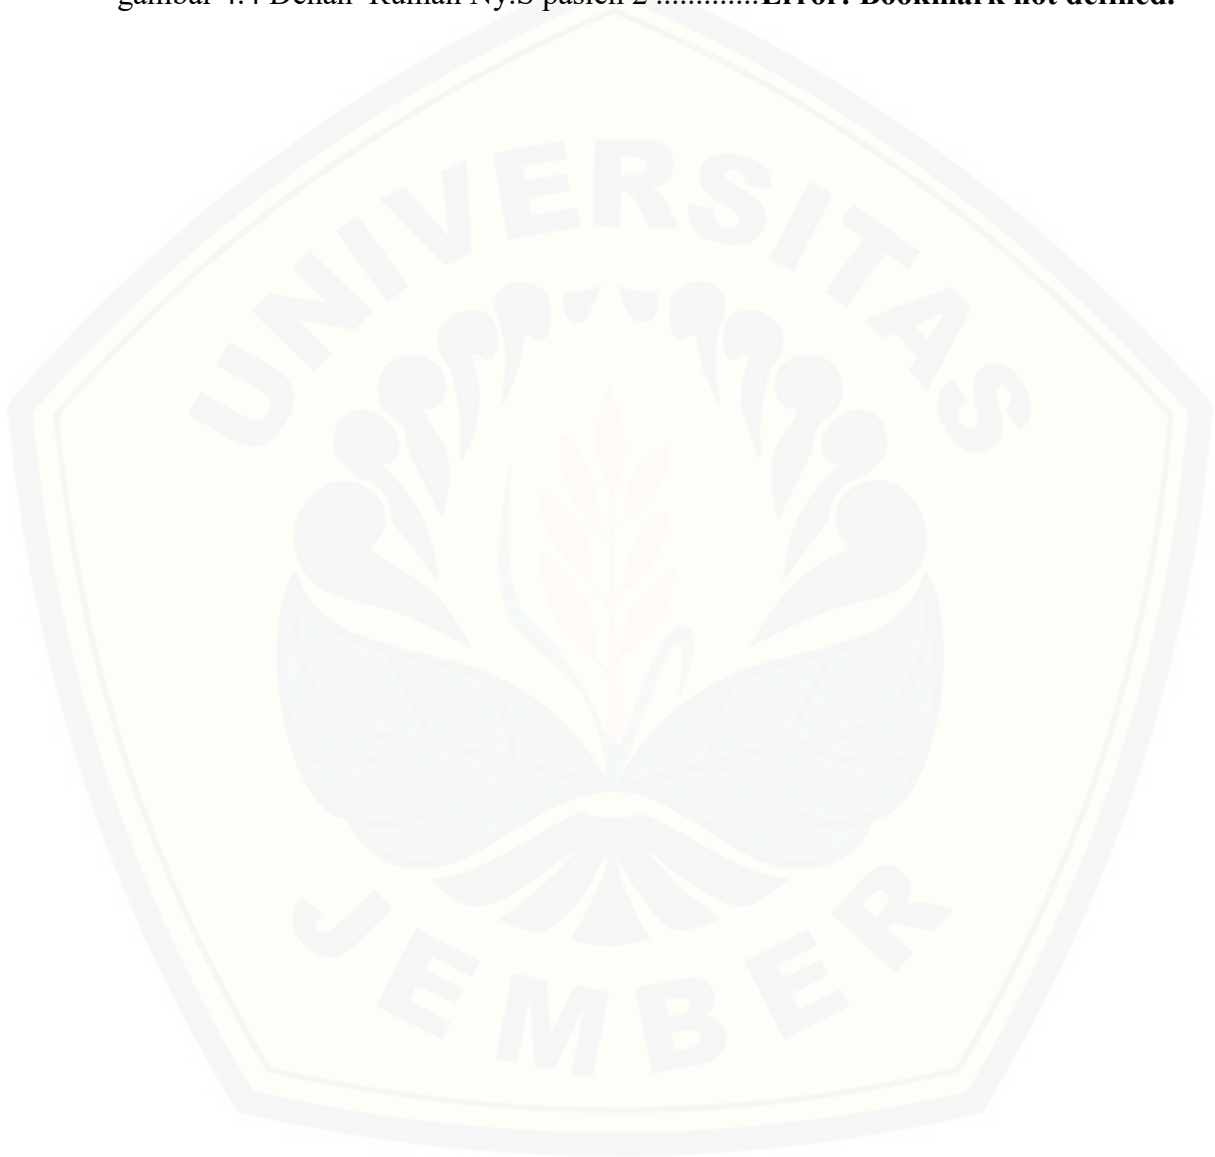 gambar 4.4 Denah Rumah Ny.S pasien 2 .............Error! Bookmark not defined.
UNIVERSITAS
JEMBER